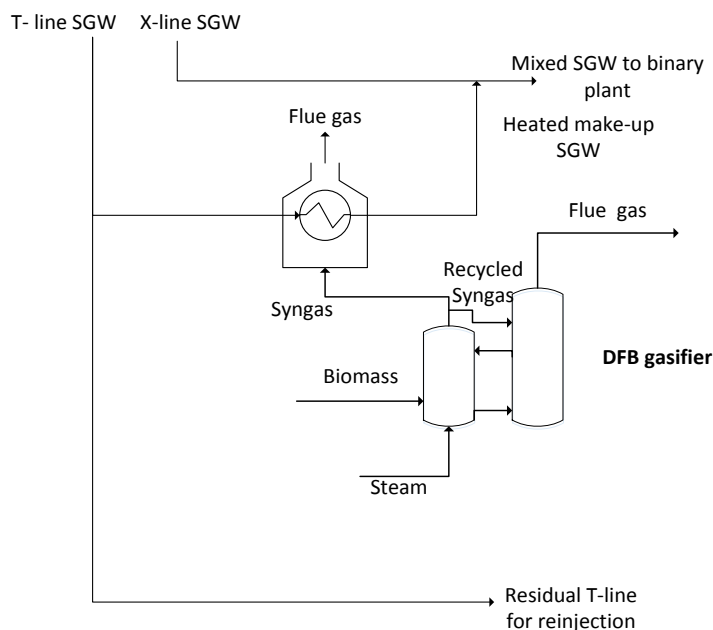 T- line SGW
X-line SGW
Mixed SGW to binary
plant
Flue gas
Heated make-up
SGW
Flue  gas
Recycled
Syngas
Syngas
DFB gasifier
Biomass
Steam
Residual T-line
for reinjection